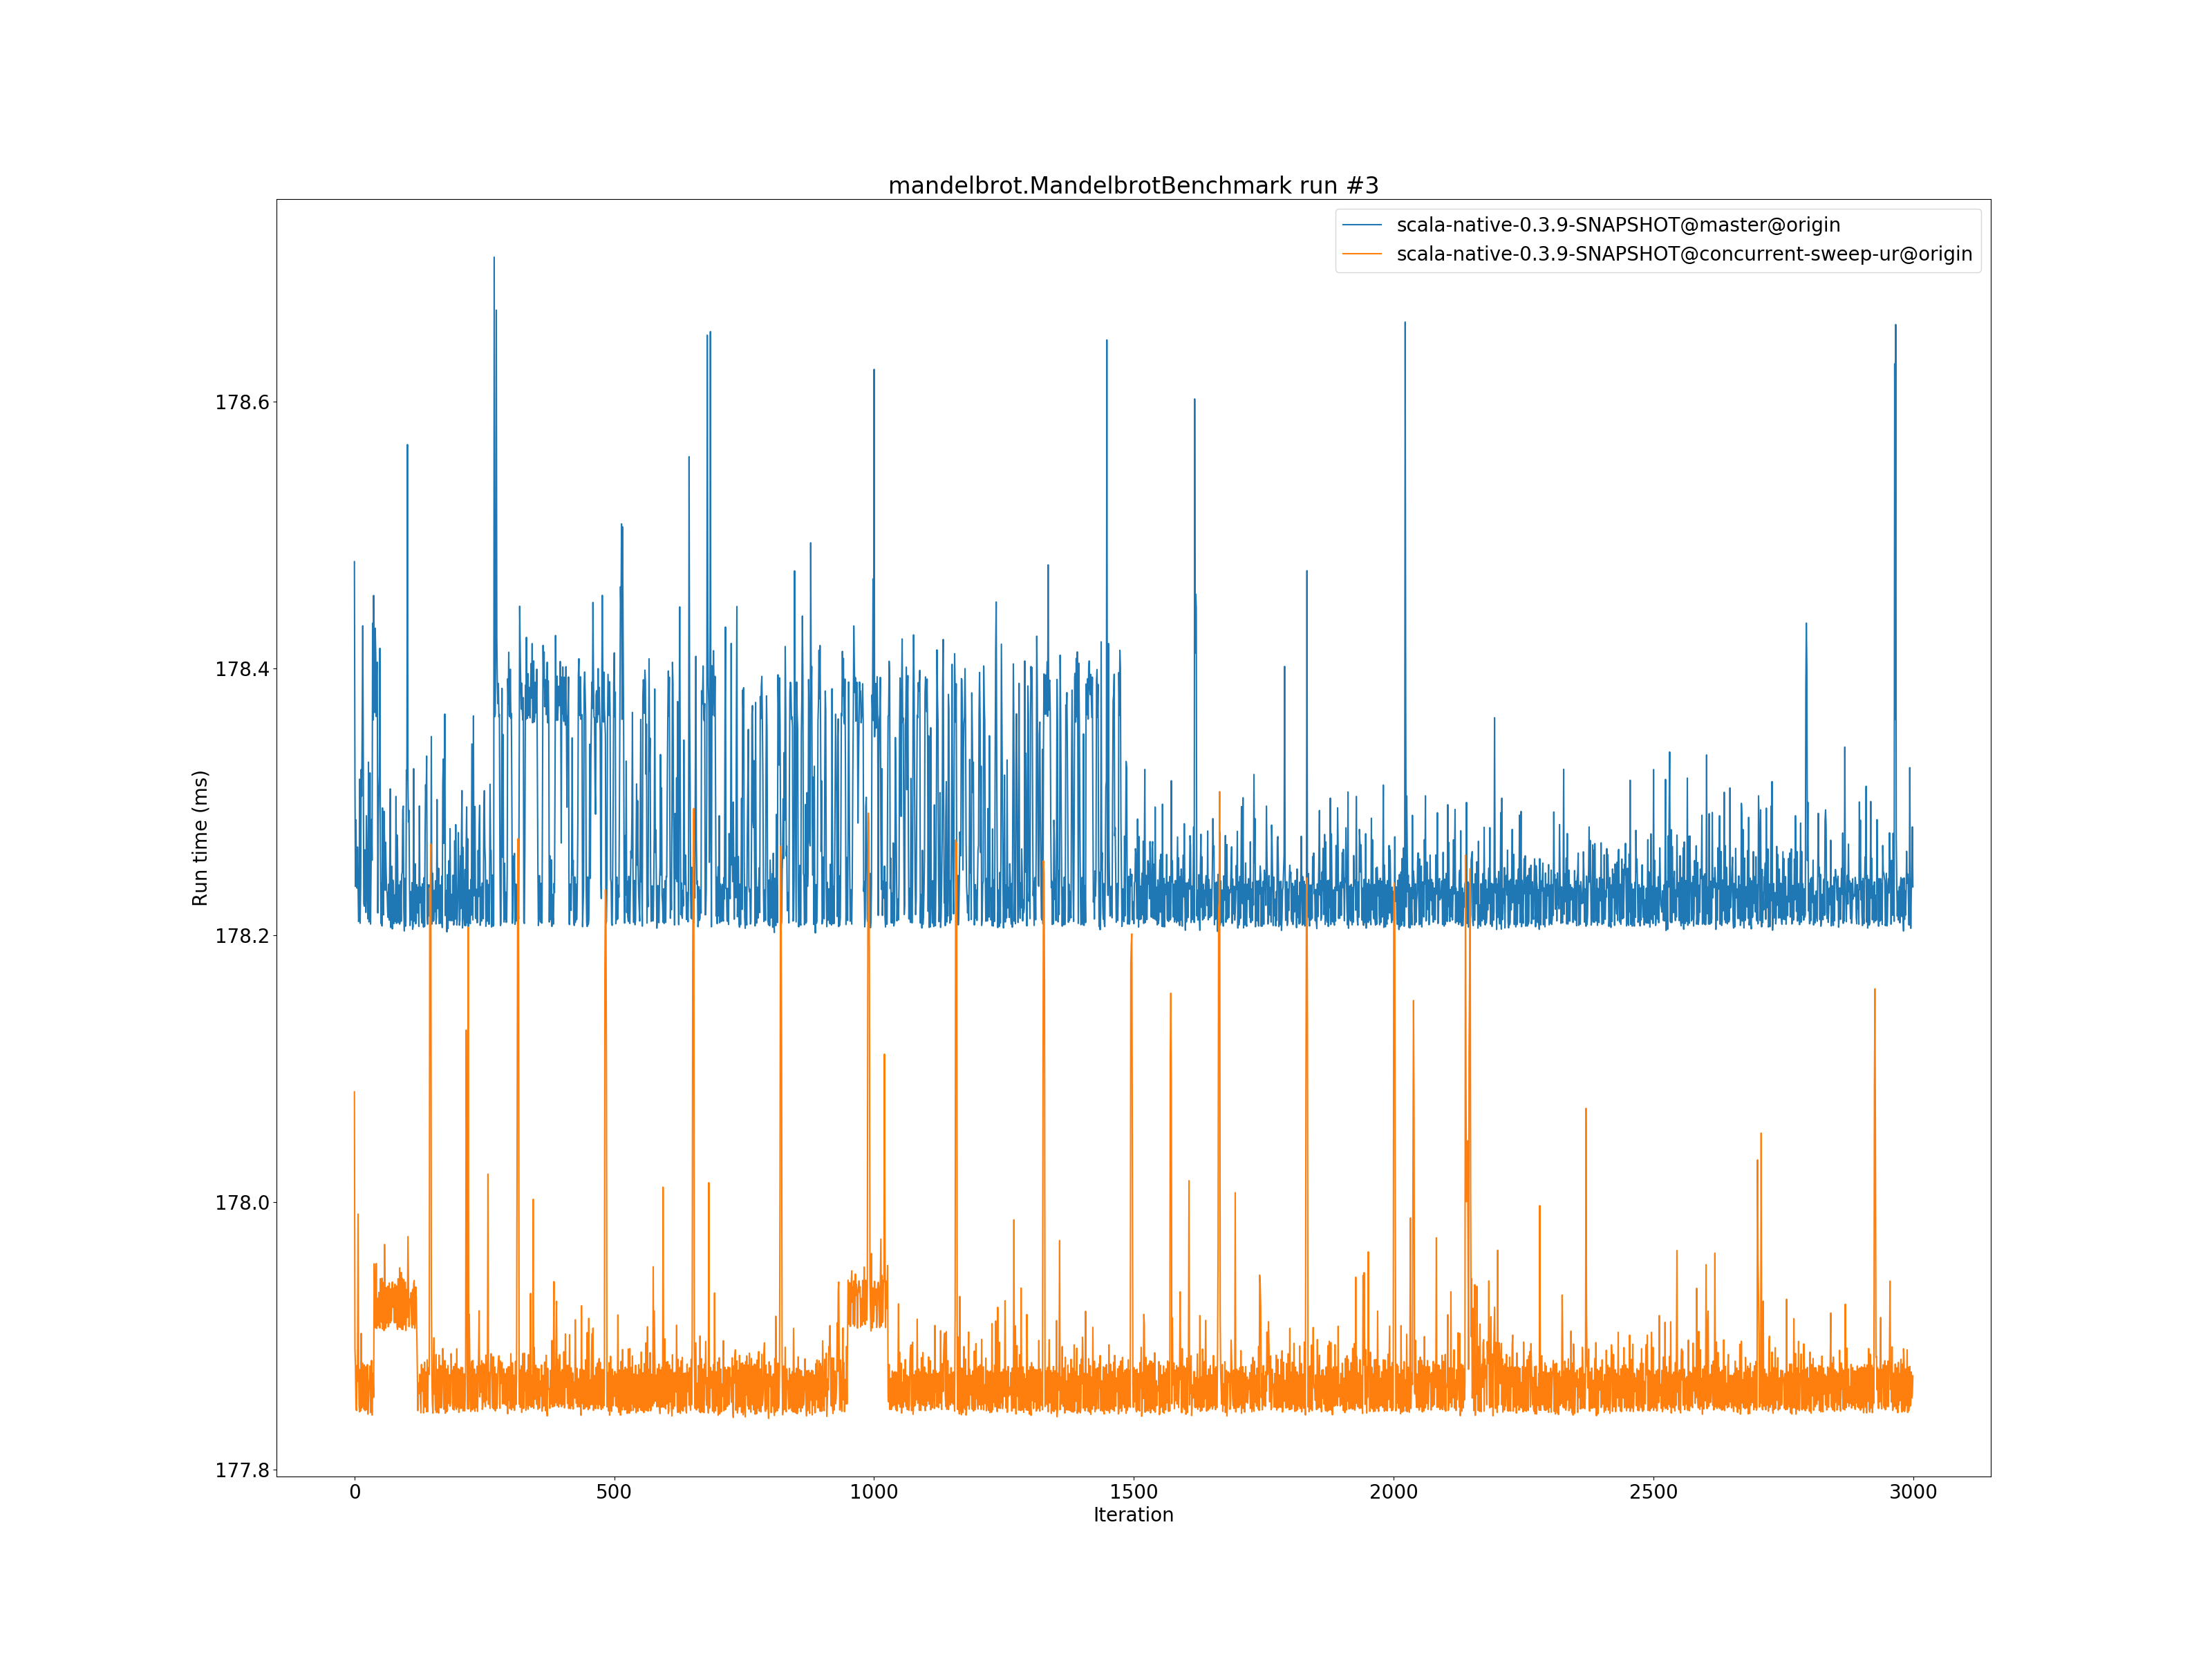 mandelbrot.MandelbrotBenchmark run #3
scala-native-0.3.9-SNAPSHOT@master@origin
scala-native-0.3.9-SNAPSHOT@concurrent-sweep-ur@origin
Run time (ms)
178.6
178.4
178.2
178.0
177.8
0 500 1000 1500 2000 2500 3000
Iteration